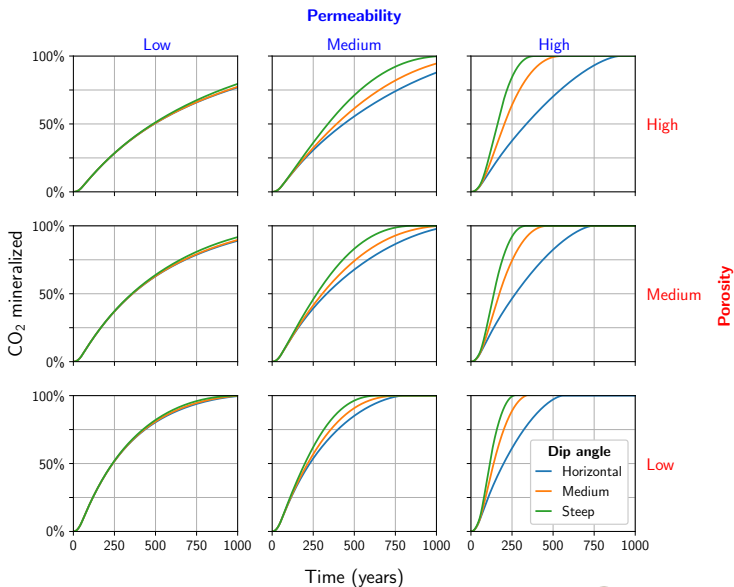 Permeability
Low Medium High
100%
50%
0%
High
100%
50%
0%
Medium
100%
50%
0%
Low
CO2 mineralized
Porosity
Dip angle
Horizontal
Medium
Steep
0 250 500 750 1000 0 250 500 750 1000 0 250 500 750 1000
Time (years)